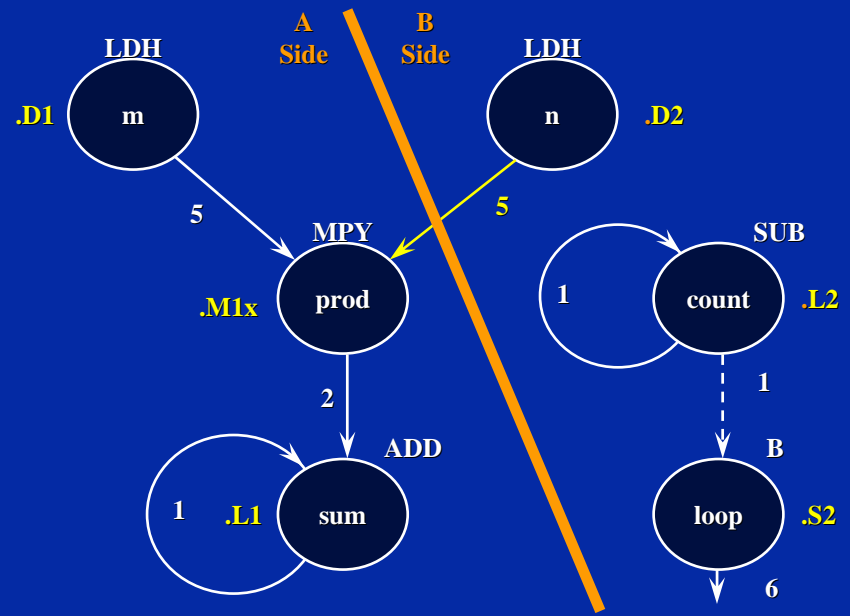 A
Side
B
Side
LDH
LDH
.D1
m
n
.D2
5
5
MPY
SUB
.M1x
prod
1
count
.L2
2
1
ADD
B
1
.L1
sum
loop
.S2
6